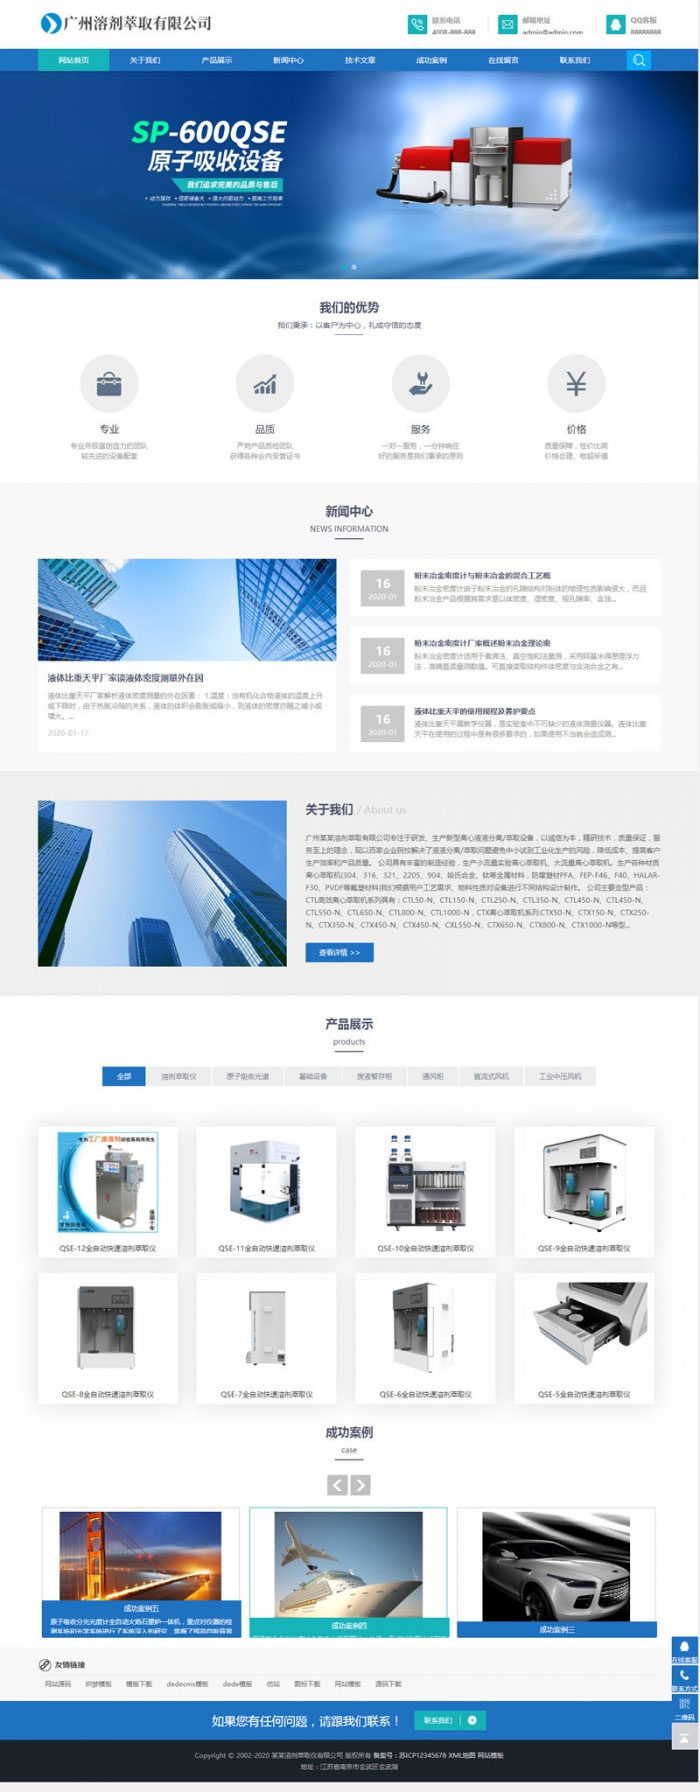 广州溶剂萃取有限公司
联系电话
4008-888-888
邮箱地址
admin@admin.com
QQ客服
88888888
网站首页 关于我们 产品展示 新闻中心 技术文章 成功案例 在线留言 联系我们
SP-600QSE
原子吸收设备
我们追求完美的品质与售后
我们的优势
我们秉承：以客户为中心，礼成守信的态度
专业 品质 服务 价格
专业并极富创造力的团队
较先进的设备配套
严苛产品质检团队
获得各种业内荣誉证书
一对一服务，一分钟响应
好的服务是我们秉承的原则
质量保障，性价比高
价格合理、物超所值
新闻中心
NEWS INFORMATION
液体比重天平厂家谈液体密度测量外在因
液体比重天平厂家解析液体密度测量的外在因素： 1.温度：当有机化合物液体的温度上升
或下降时，由于热胀冷缩的关系，液体的体积会膨胀或缩小，则液体的密度亦随之减小或
增大。...
2020-01-17
16
2020-01
粉末冶金密度计与粉末冶金的混合工艺概
粉末冶金密度计由于粉末冶金的孔隙结构对粉体的物理性质影响很大，而且
粉末冶金产品根据其需求是以体密度、湿密度、视孔隙率、含油...
16
2020-01
粉末冶金密度计厂家概述粉末冶金理论密
粉末冶金密度计适用于煮沸法、真空饱和法量测，采用阿基米得原理浮力
法，准确直读量测数值。可直接读取结构件体密度与含油合金之有...
16
2020-01
液体比重天平的使用规程及养护要点
液体比重天平属教学仪器，是实验室中不可缺少的液体测量仪器。液体比重
天平在使用的过程中是有很多要求的，如果使用不当就会造成测...
关于我们 / About us
广州某某溶剂萃取有限公司专注于研发、生产新型离心液液分离/萃取设备，以诚信为本，精研技术，质量保证，服
务至上的理念，现以百家企业院校解决了液液分离/萃取问题避免中小试到工业化生产的风险，降低成本、提高客户
生产效率和产品质量。 公司具有丰富的制造经验，生产小流量实验离心萃取机、大流量离心萃取机。生产各种材质
离心萃取机(304、316、321、2205、904、哈氏合金、钛等金属材料，防腐塑材PFA、FEP-F46、F40、HALAR-
F30、PVDF等氟塑材料)我们根据用户工艺需求、物料性质对设备进行不同结构设计制作。 公司主要定型产品：
CTL高效离心萃取机系列具有：CTL50-N、CTL150-N、CTL250-N、CTL350-N、CTL450-N、CTL450-N、
CTL550-N、CTL650-N、CTL800-N、CTL1000-N，CTX离心萃取机系列:CTX50-N、CTX150-N、CTX250-
N、CTX350-N、CTX450-N、CTX450-N、CXL550-N、CTX650-N、CTX800-N、CTX1000-N等型...
查看详情 >>
产品展示
products
全部 溶剂萃取仪 原子吸收光谱 基础设备 废液暂存柜 通风柜 直流式风机 工业中压风机
专为工厂废溶剂回收再利用
QSE-12全自动快速溶剂萃取仪 QSE-11全自动快速溶剂萃取仪 QSE-10全自动快速溶剂萃取仪 QSE-9全自动快速溶剂萃取仪
QSE-8全自动快速溶剂萃取仪 QSE-7全自动快速溶剂萃取仪 QSE-6全自动快速溶剂萃取仪 QSE-5全自动快速溶剂萃取仪
成功案例
case
成功案例五
原子吸收分光光度计全自动火焰石墨炉一体机，重点对仪器的检
成功案例四
成功案例三
友情链接
网站源码 织梦模板 模板下载 dedecms模板 dede模板 仿站 图标下载 网站模板 源码下载
如果您有任何问题，请跟我们联系！
联系我们
Copyright © 2002-2020 某某溶剂萃取仪有限公司 版权所有 备案号：苏ICP12345678 XML地图 网站模板
地址：江苏省南京市玄武区玄武湖
在线客服
联系方式
二维码